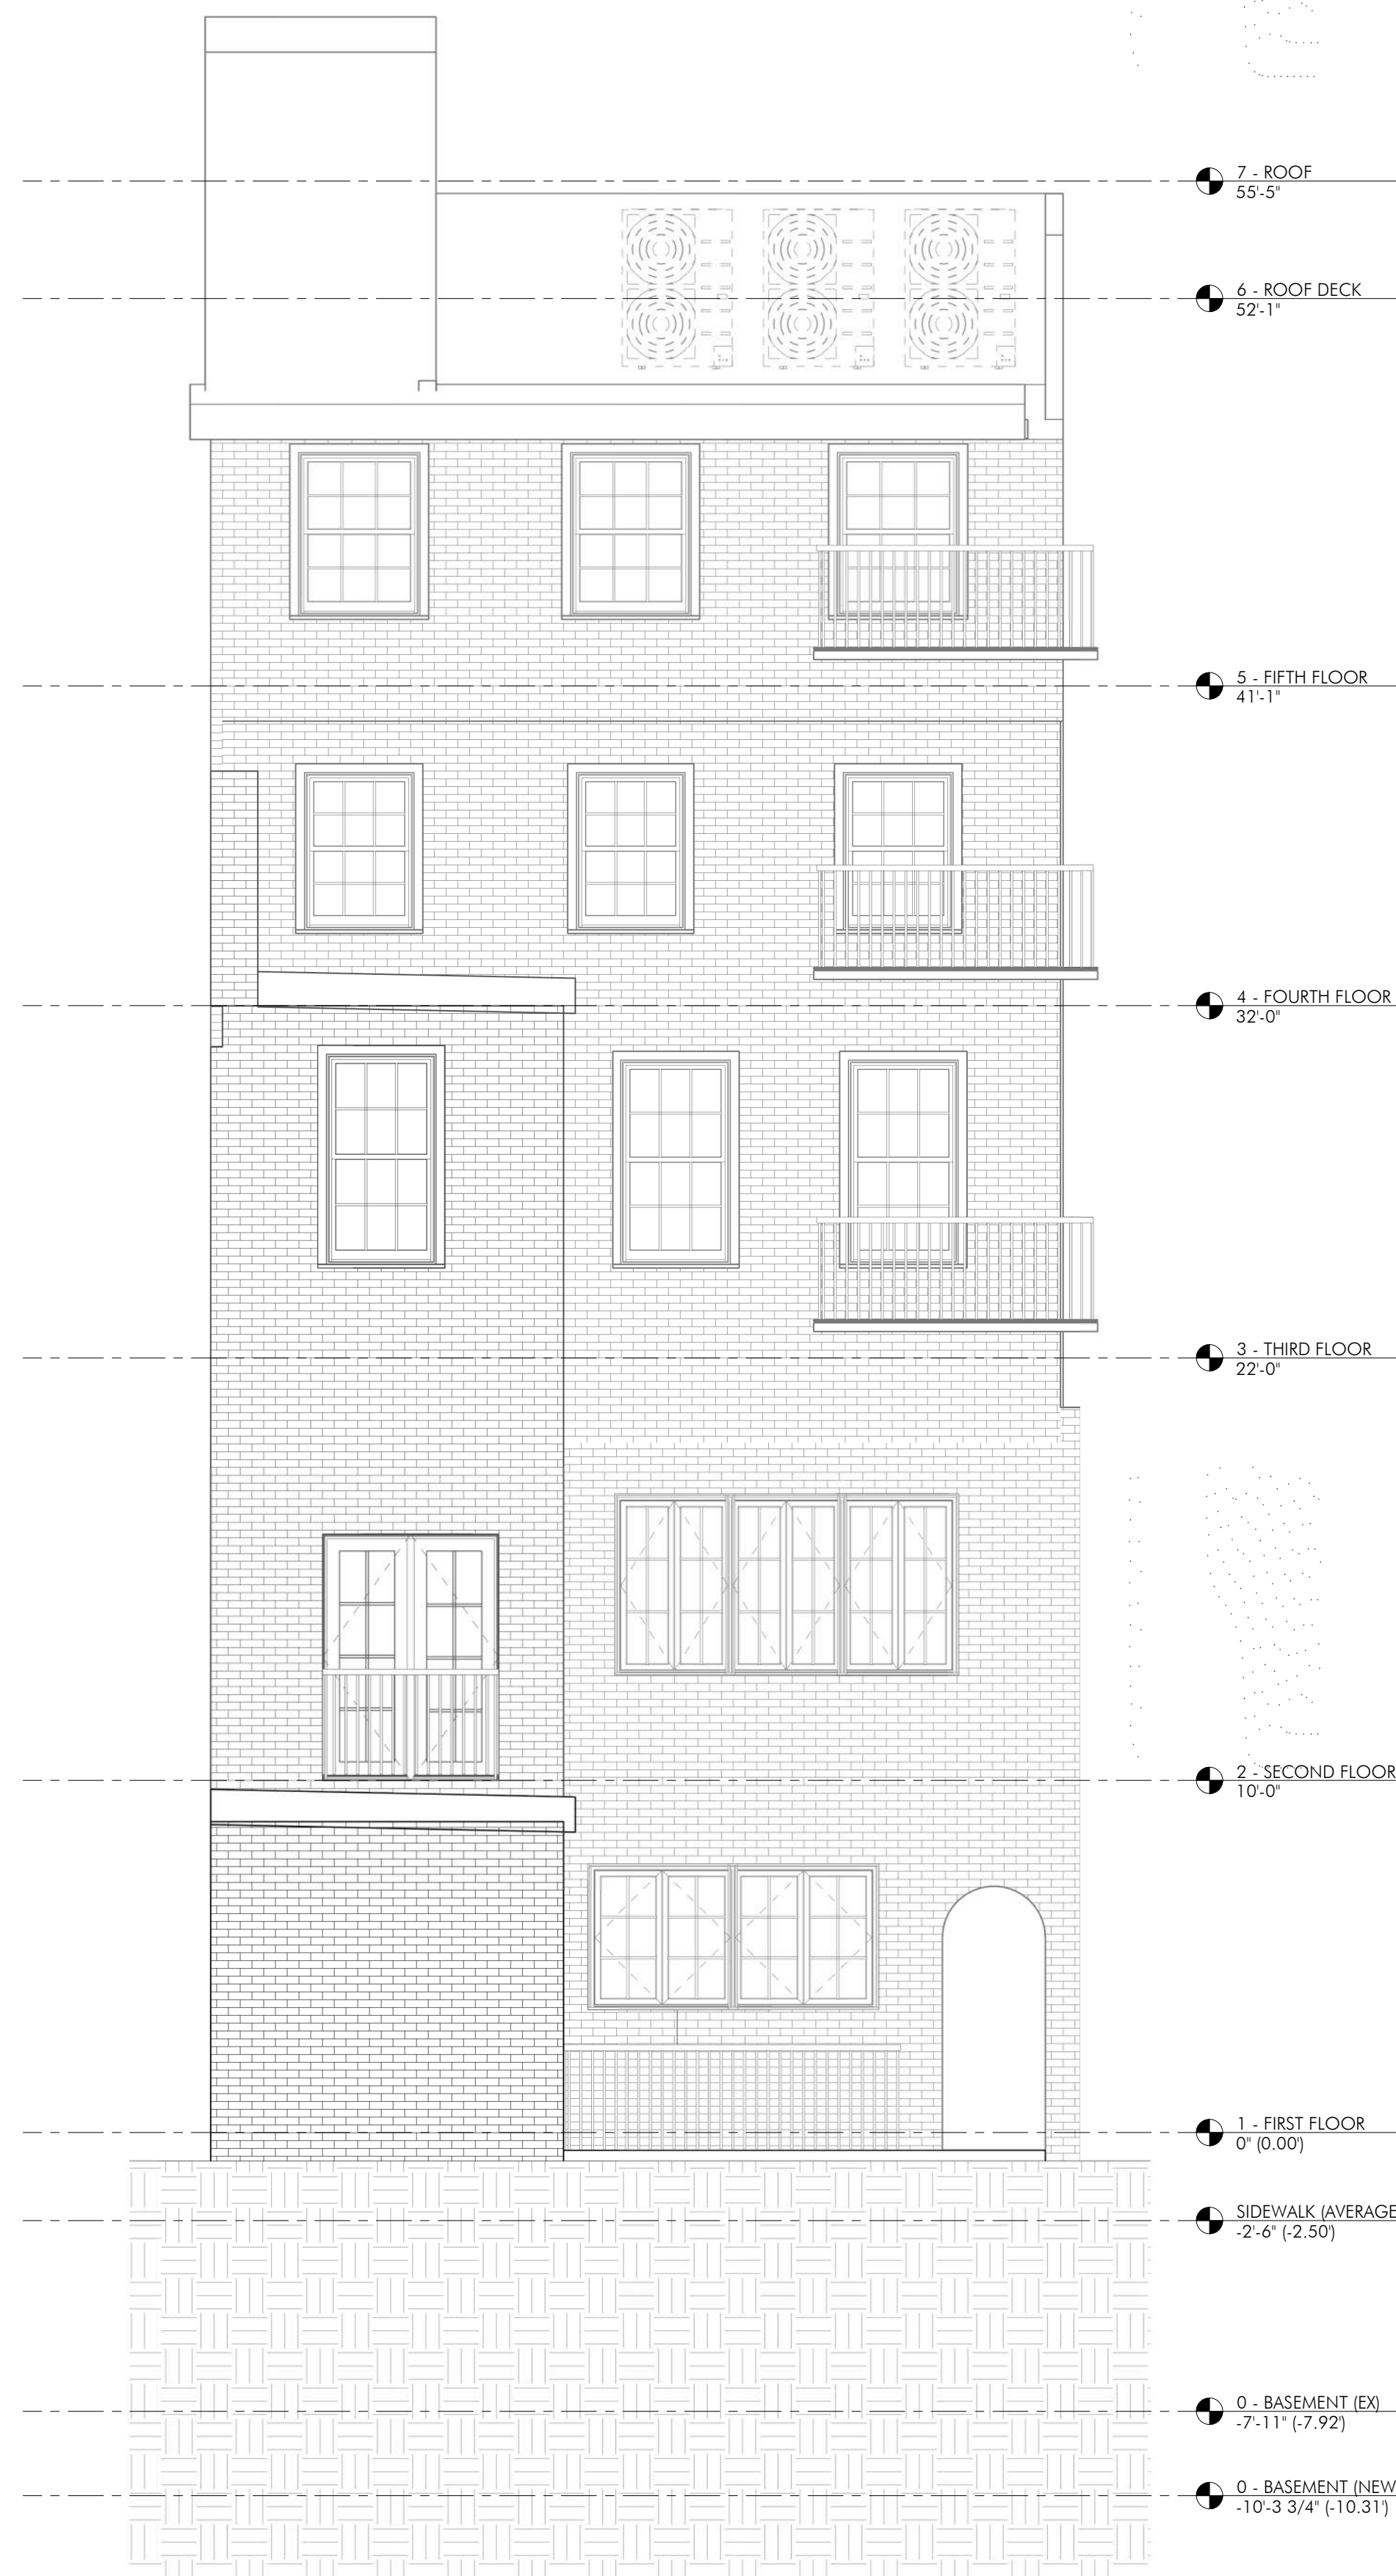 7 - ROOF
55'-5"
6 - ROOF DECK
52'-1"
5 - FIFTH FLOOR
41'-1"
4 - FOURTH FLOOR
32'-0"
3 - THIRD FLOOR
22'-0"
2 - SECOND FLOOR
10'-0"
1 - FIRST FLOOR
0" (0.00')
SIDEWALK (AVERAGE
-2'-6" (-2.50')
0 - BASEMENT (EX)
-7'-11" (-7.92')
0 - BASEMENT (NEW
-10'-3 3/4" (-10.31')